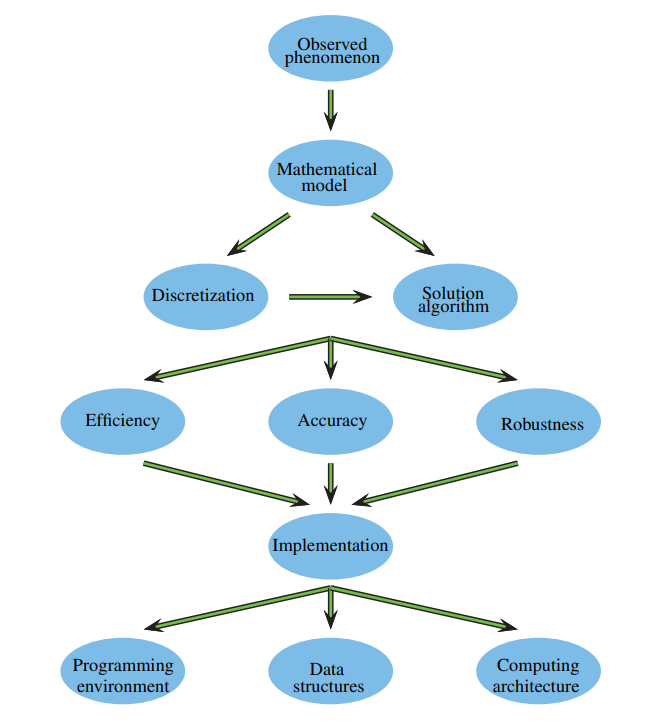 Observed
phenomenon
Mathematical
model
Discretization
Solution
algorithm
Efficiency
Accuracy
Robustness
Implementation
Programming
environment
Data
structures
Computing
architecture